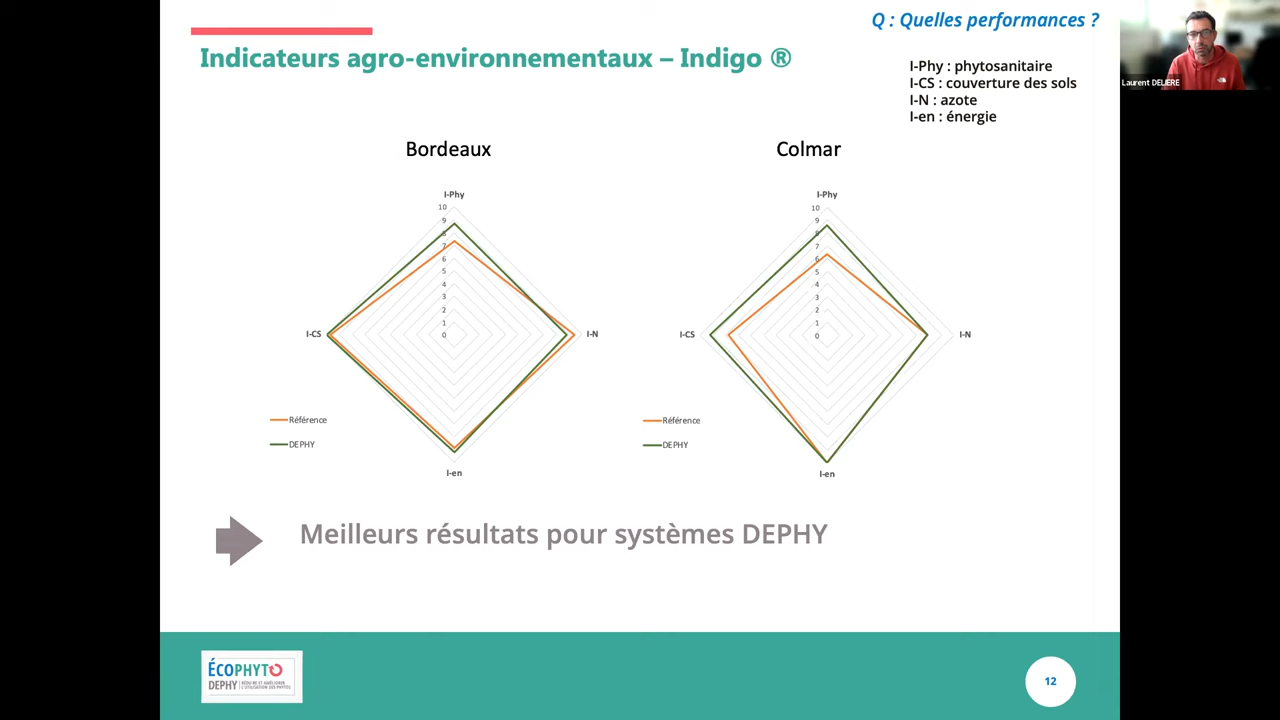 Q : Quelles performances ?
Indicateurs agro-environnementaux – Indigo ®
I-Phy : phytosanitaire
I-CS : couverture des sols
I-N : azote
I-en : énergie
Laurent DELIERE
Bordeaux
I-Phy
10
9
8
7
6
5
4
3
2
1
0
I-CS
I-N
I-en
Référence
DEPHY
Colmar
I-Phy
10
9
8
7
6
5
4
3
2
1
0
I-CS
I-N
I-en
Référence
DEPHY
Meilleurs résultats pour systèmes DEPHY
ÉCOPHYTO
DEPHY RÉDUIRE ET AMÉLIORER
L'UTILISATION DES PHYTOS
12